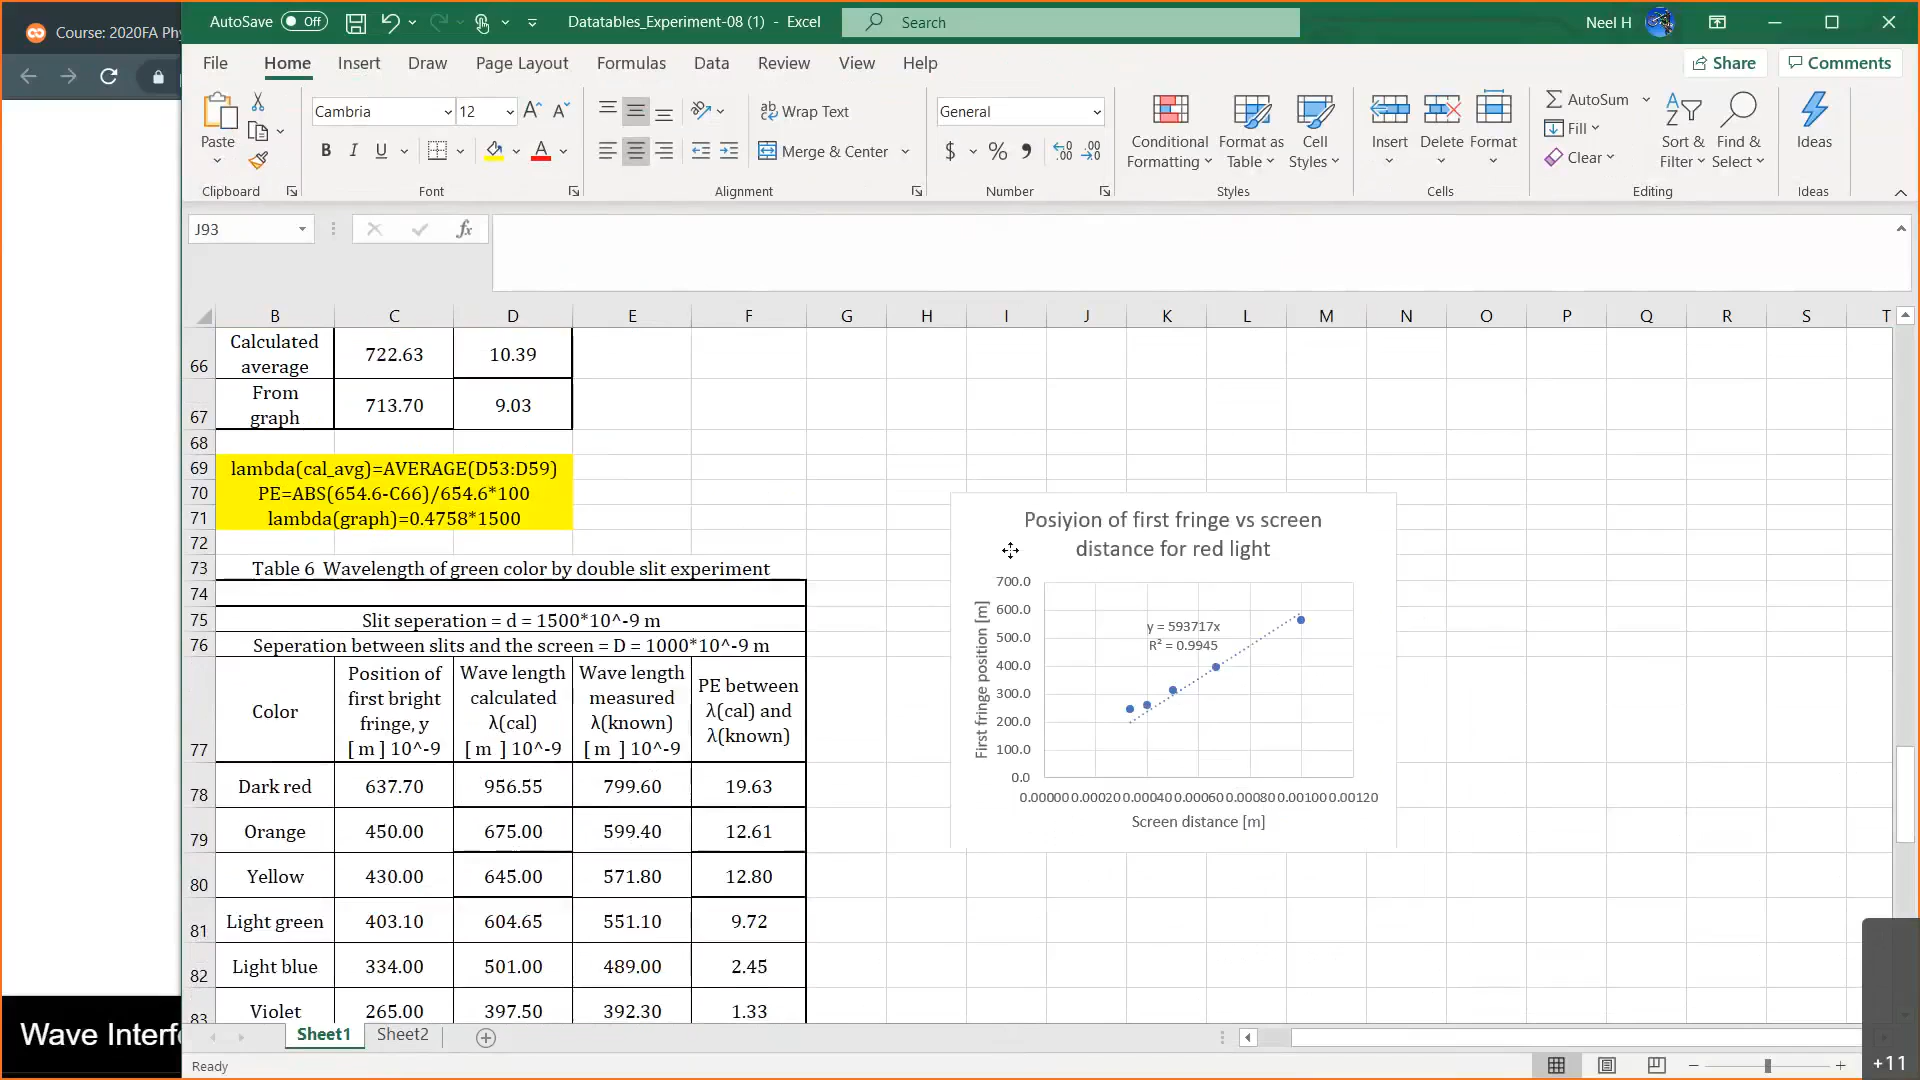 Course: 2020FA Phy
AutoSave Off
Datatables_Experiment-08 (1) - Excel
Search
Neel H
File Home Insert Draw Page Layout Formulas Data Review View Help
Share
Comments
Paste
Clipboard
Cambria 12
B I U
Font
Wrap Text
Merge & Center
Alignment
General
$ % ,
Number
Conditional Formatting
Format as Table
Cell Styles
Styles
Insert Delete Format
Cells
AutoSum
Fill
Clear
Sort & Filter
Find & Select
Editing
Ideas
Ideas
J93
fx
B C D E F G H I J K L M N O P Q R S T
66 Calculated average 722.63 10.39
67 From graph 713.70 9.03
68
69 lambda(cal_avg)=AVERAGE(D53:D59)
70 PE=ABS(654.6-C66)/654.6*100
71 lambda(graph)=0.4758*1500
72
73 Table 6 Wavelength of green color by double slit experiment
74
75 Slit seperation = d = 1500*10^-9 m
76 Seperation between slits and the screen = D = 1000*10^-9 m
77 Color
Position of first bright fringe, y [ m ] 10^-9
Wave length calculated λ(cal) [ m ] 10^-9
Wave length measured λ(known) [ m ] 10^-9
PE between λ(cal) and λ(known)
78 Dark red 637.70 956.55 799.60 19.63
79 Orange 450.00 675.00 599.40 12.61
80 Yellow 430.00 645.00 571.80 12.80
81 Light green 403.10 604.65 551.10 9.72
82 Light blue 334.00 501.00 489.00 2.45
83 Violet 265.00 397.50 392.30 1.33
Posiyion of first fringe vs screen
distance for red light
First fringe position [m]
700.0
600.0
500.0
400.0
300.0
200.0
100.0
0.0
y = 593717x
R² = 0.9945
0.00000 0.00020 0.00040 0.00060 0.00080 0.00100 0.00120
Screen distance [m]
Wave Interfe
Sheet1 Sheet2
Ready
+11